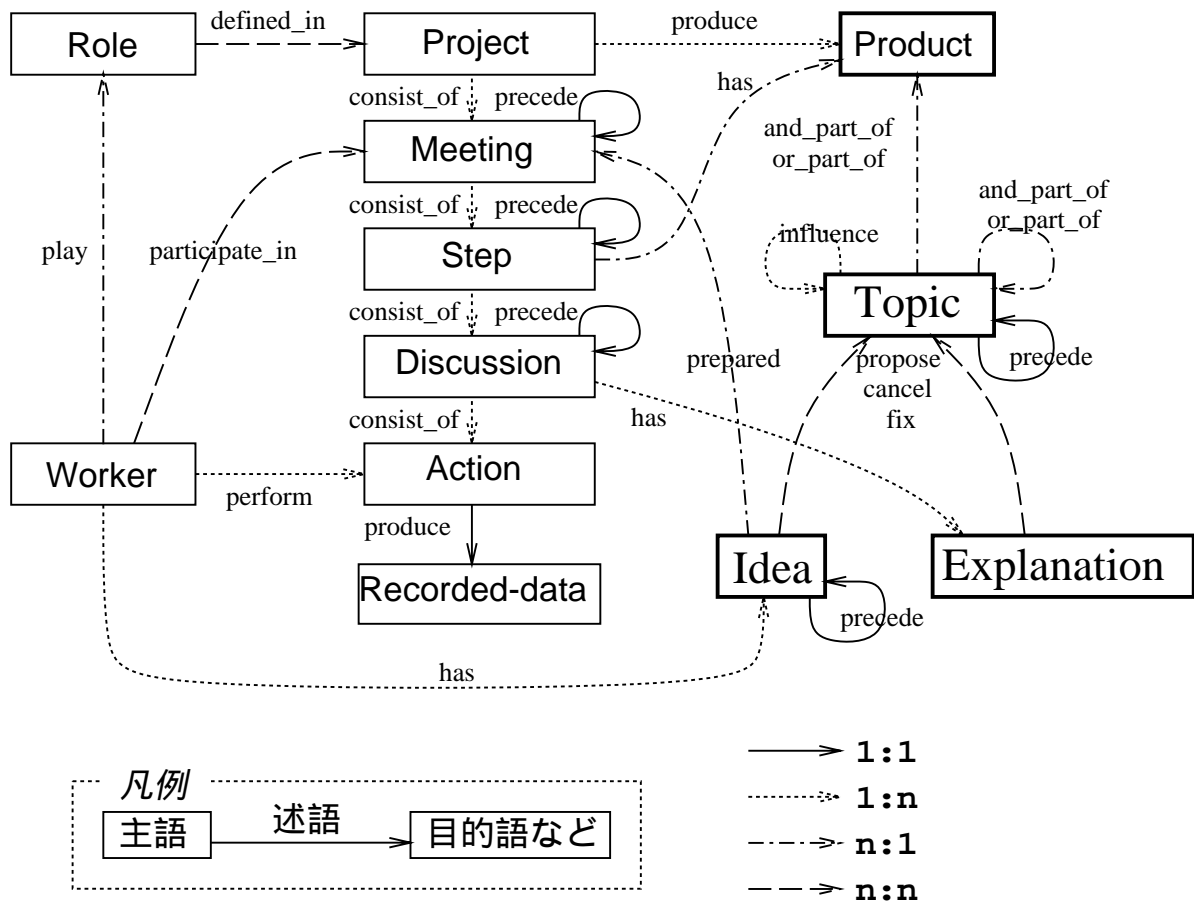 Role
defined_in
Project
produce
Product
consist_of
precede
has
Meeting
and_part_of
or_part_of
consist_of
precede
and_part_of
or_part_of
play
participate_in
Step
influence
consist_of
precede
Topic
Discussion
prepared
propose
cancel
fix
precede
consist_of
has
Worker
perform
Action
produce
Recorded-data
Idea
Explanation
precede
has
1:1
凡例
1:n
主語
述語
目的語など
n:1
n:n